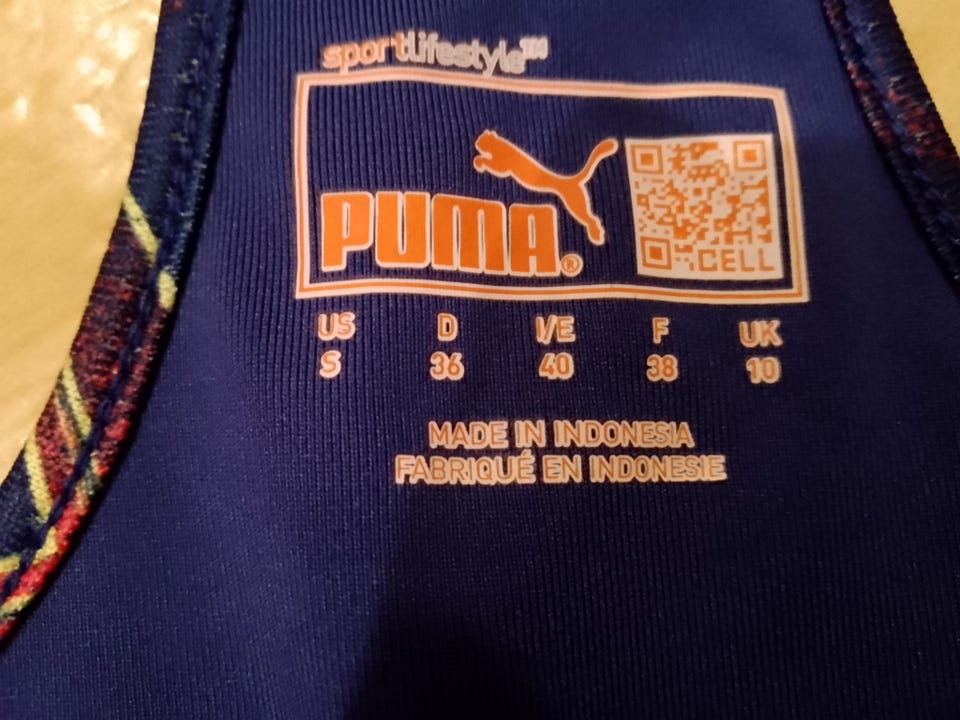 sportlifestyle™
PUMA®
CELL
US D I/E F UK
S 36 40 38 10
MADE IN INDONESIA
FABRIQUÉ EN INDONESIE